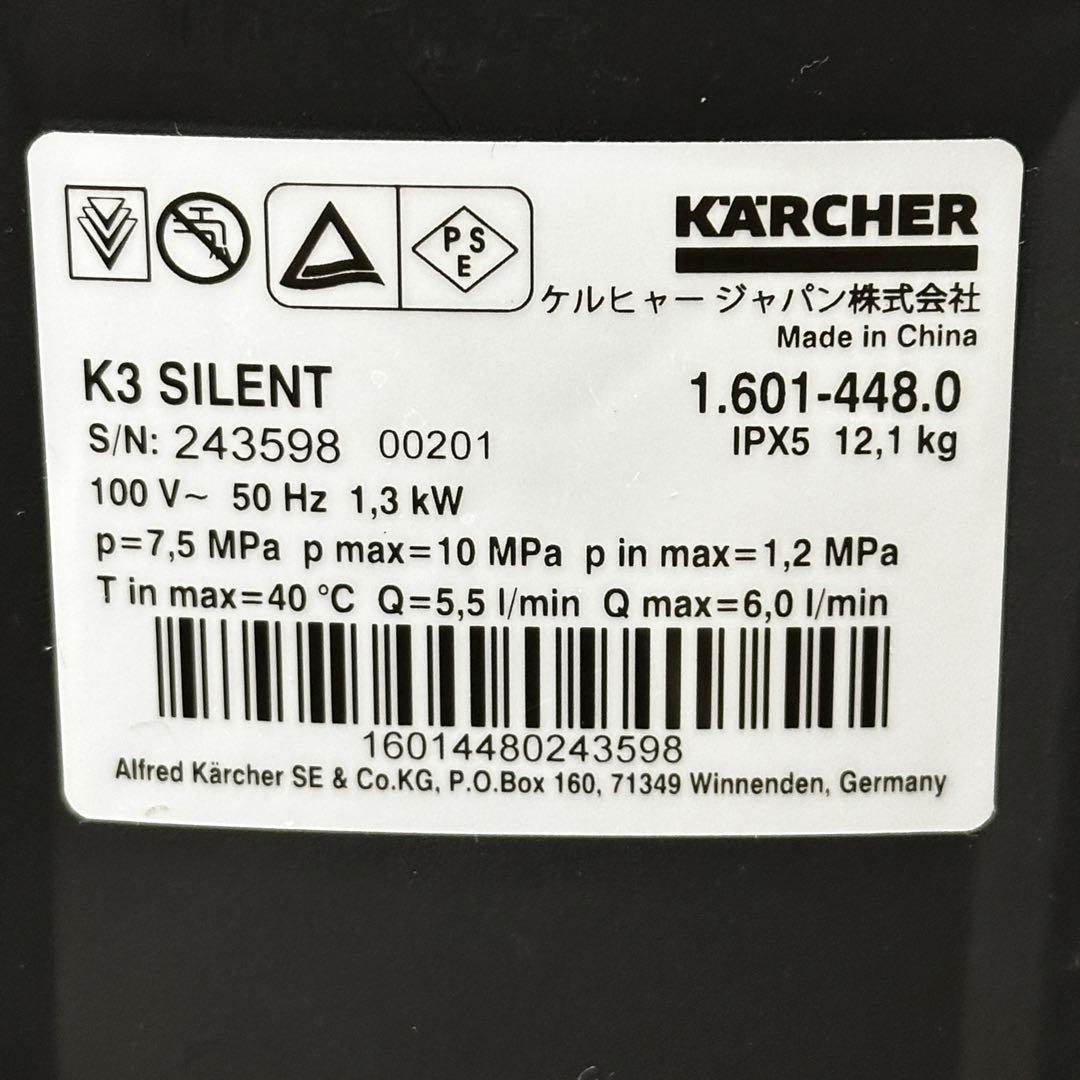 PSE
KÄRCHER
ケルヒャー ジャパン株式会社
Made in China
K3 SILENT 1.601-448.0
S/N: 243598 00201 IPX5 12,1 kg
100 V~ 50 Hz 1,3 kW
p=7,5 MPa p max=10 MPa p in max=1,2 MPa
T in max=40 °C Q=5,5 l/min Q max=6,0 l/min
16014480243598
Alfred Kärcher SE & Co.KG, P.O.Box 160, 71349 Winnenden, Germany